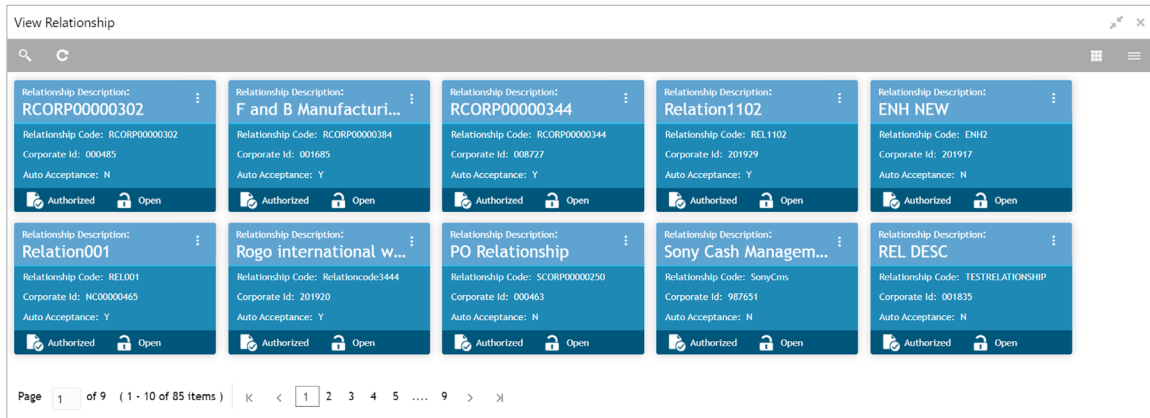 View Relationship
Relationship Description:
RCORP00000302
Relationship Code: RCORP00000302
Corporate Id: 000485
Auto Acceptance: N
Authorized Open
Relationship Description:
F and B Manufacturi...
Relationship Code: RCORP00000384
Corporate Id: 001685
Auto Acceptance: Y
Authorized Open
Relationship Description:
RCORP00000344
Relationship Code: RCORP00000344
Corporate Id: 008727
Auto Acceptance: Y
Authorized Open
Relationship Description:
Relation1102
Relationship Code: REL1102
Corporate Id: 201929
Auto Acceptance: Y
Authorized Open
Relationship Description:
ENH NEW
Relationship Code: ENH2
Corporate Id: 201917
Auto Acceptance: N
Authorized Open
Relationship Description:
Relation001
Relationship Code: REL001
Corporate Id: NC00000465
Auto Acceptance: Y
Authorized Open
Relationship Description:
Rogo international w...
Relationship Code: Relationcode3444
Corporate Id: 201920
Auto Acceptance: Y
Authorized Open
Relationship Description:
PO Relationship
Relationship Code: SCORP00000250
Corporate Id: 000463
Auto Acceptance: N
Authorized Open
Relationship Description:
Sony Cash Managem...
Relationship Code: SonyCms
Corporate Id: 987651
Auto Acceptance: N
Authorized Open
Relationship Description:
REL DESC
Relationship Code: TESTRELATIONSHIP
Corporate Id: 001835
Auto Acceptance: N
Authorized Open
Page 1 of 9 ( 1 - 10 of 85 items ) 1 2 3 4 5 .... 9